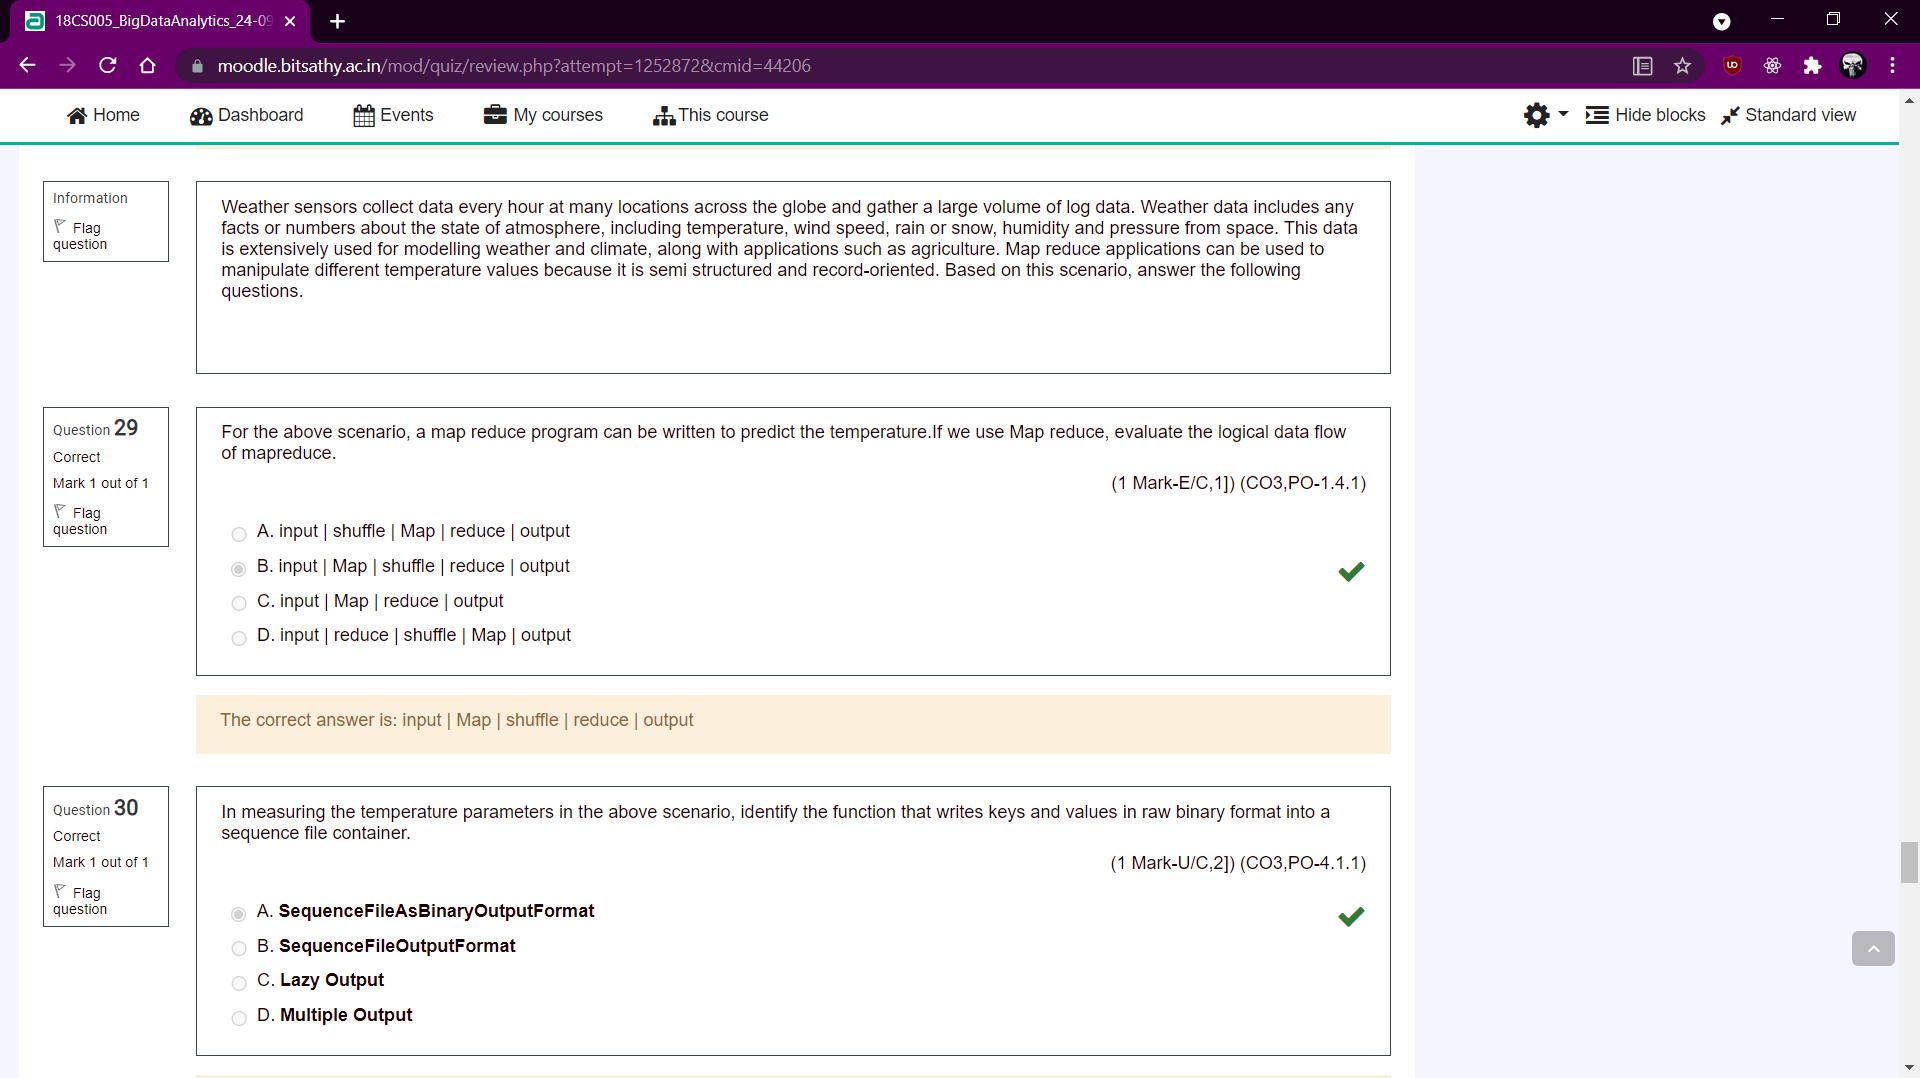 18CS005_BigDataAnalytics_24-09
moodle.bitsathy.ac.in/mod/quiz/review.php?attempt=1252872&cmid=44206
Home
Dashboard
Events
My courses
This course
Hide blocks
Standard view
Information
Flag
question
Weather sensors collect data every hour at many locations across the globe and gather a large volume of log data. Weather data includes any
facts or numbers about the state of atmosphere, including temperature, wind speed, rain or snow, humidity and pressure from space. This data
is extensively used for modelling weather and climate, along with applications such as agriculture. Map reduce applications can be used to
manipulate different temperature values because it is semi structured and record-oriented. Based on this scenario, answer the following
questions.
Question 29
Correct
Mark 1 out of 1
Flag
question
For the above scenario, a map reduce program can be written to predict the temperature.If we use Map reduce, evaluate the logical data flow
of mapreduce.
(1 Mark-E/C,1]) (CO3,PO-1.4.1)
A. input | shuffle | Map | reduce | output
B. input | Map | shuffle | reduce | output
C. input | Map | reduce | output
D. input | reduce | shuffle | Map | output
The correct answer is: input | Map | shuffle | reduce | output
Question 30
Correct
Mark 1 out of 1
Flag
question
In measuring the temperature parameters in the above scenario, identify the function that writes keys and values in raw binary format into a
sequence file container.
(1 Mark-U/C,2]) (CO3,PO-4.1.1)
A. SequenceFileAsBinaryOutputFormat
B. SequenceFileOutputFormat
C. Lazy Output
D. Multiple Output